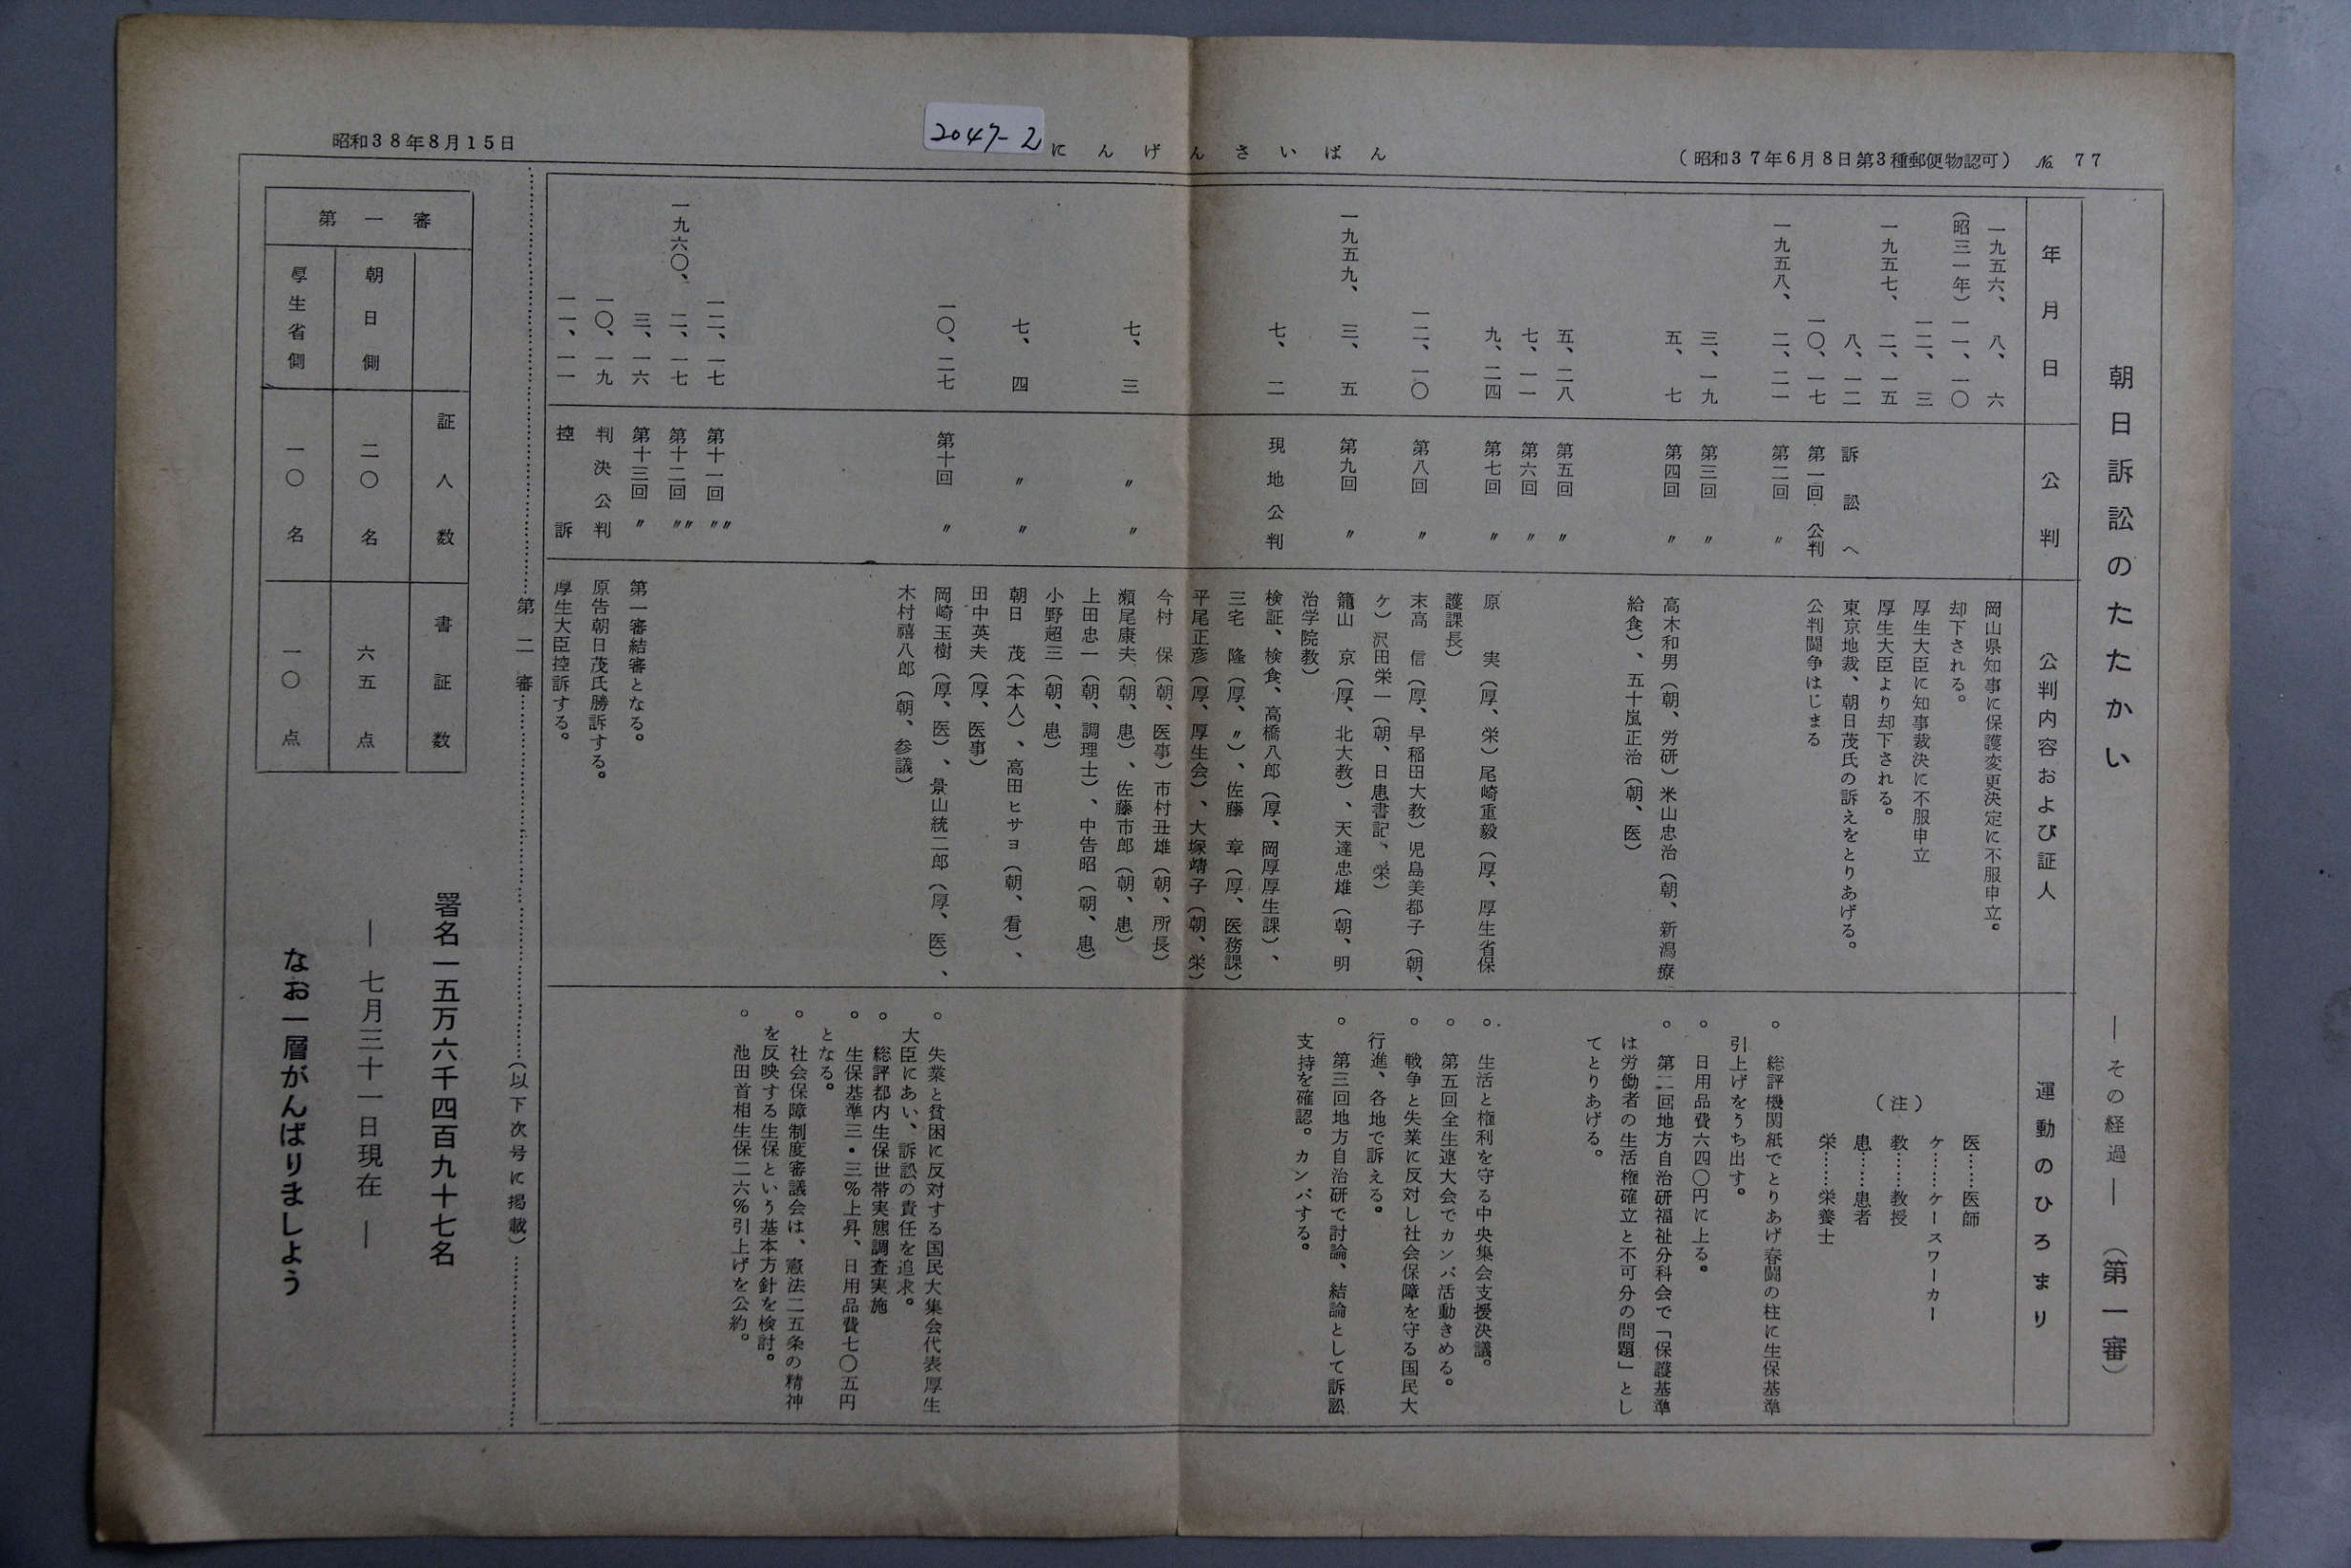 昭和38年8月15日
2047-2
にんげんさいばん
(昭和37年6月8日第3種郵便物認可) No. 77
朝日訴訟のたたかい ―その経過― (第一審)
年月日
公判
公判内容および証人
運動のひろまり
一九五六、 八、 六
岡山県知事に保護変更決定に不服申立。
(昭三一年) 一一、一〇
却下される。
一二、 三
厚生大臣に知事裁決に不服申立
一九五七、 二、一五
厚生大臣より却下される。
八、一二
訴訟へ
東京地裁、朝日茂氏の訴えをとりあげる。
一〇、一七
第一回 公判
公判闘争はじまる
(注)
医……医師
ケ……ケースワーカー
教……教授
患……患者
栄……栄養士
一九五八、 二、二一
第二回 〃
。総評機関紙でとりあげ春闘の柱に生保基準
引上げをうち出す。
三、一九
第三回 〃
。日用品費六四〇円に上る。
五、 七
第四回 〃
高木和男(朝、労研)米山忠治(朝、新潟療
給食)、五十嵐正治(朝、医)
。第二回地方自治研福祉分科会で「保護基準
は労働者の生活権確立と不可分の問題」とし
てとりあげる。
五、二八
第五回 〃
七、一一
第六回 〃
九、二四
第七回 〃
原 実(厚、栄)尾崎重毅(厚、厚生省保
護課長)
。生活と権利を守る中央集会支援決議。
。第五回全生連大会でカンパ活動きめる。
一二、一〇
第八回 〃
末高 信(厚、早稲田大教)児島美都子(朝、
ケ)沢田栄一(朝、日患書記、栄)
。戦争と失業に反対し社会保障を守る国民大
行進、各地で訴える。
一九五九、 三、 五
第九回 〃
籠山 京(厚、北大教)、天達忠雄(朝、明
治学院教)
。第三回地方自治研で討論、結論として訴訟
支持を確認。カンパする。
七、 二
現地公判
検証、検食、高橋八郎(厚、岡厚厚生課)、
三宅 隆(厚、〃)、佐藤 章(厚、医務課)
平尾正彦(厚、厚生会)、大塚靖子(朝、栄)
今村 保(朝、医事)市村丑雄(朝、所長)
七、 三
〃 〃
瀬尾康夫(朝、患)、佐藤市郎(朝、患)
上田忠一(朝、調理士)、中告昭(朝、患)
小野超三(朝、患)
七、 四
〃 〃
朝日 茂(本人)、高田ヒサヨ(朝、看)、
田中英夫(厚、医事)
一〇、二七
第十回 〃
岡崎玉樹(厚、医)、景山統二郎(厚、医)、
木村禧八郎(朝、参議)
。失業と貧困に反対する国民大集会代表厚生
大臣にあい、訴訟の責任を追求。
。総評都内生保世帯実態調査実施
。生保基準三・三%上昇、日用品費七〇五円
となる。
。社会保障制度審議会は、憲法二五条の精神
を反映する生保という基本方針を検討。
。池田首相生保二六%引上げを公約。
一二、一七
第十一回 〃〃
一九六〇、 二、一七
第十二回 〃〃
三、一六
第十三回 〃
第一審結審となる。
一〇、一九
判決公判
原告朝日茂氏勝訴する。
一一、一一
控訴
厚生大臣控訴する。
……第二審……(以下次号に掲載)……
第一審
証人数
書証数
朝日側
二〇名
六五点
厚生省側
一〇名
一〇点
署名一五万六千四百九十七名
―七月三十一日現在―
なお一層がんばりましよう